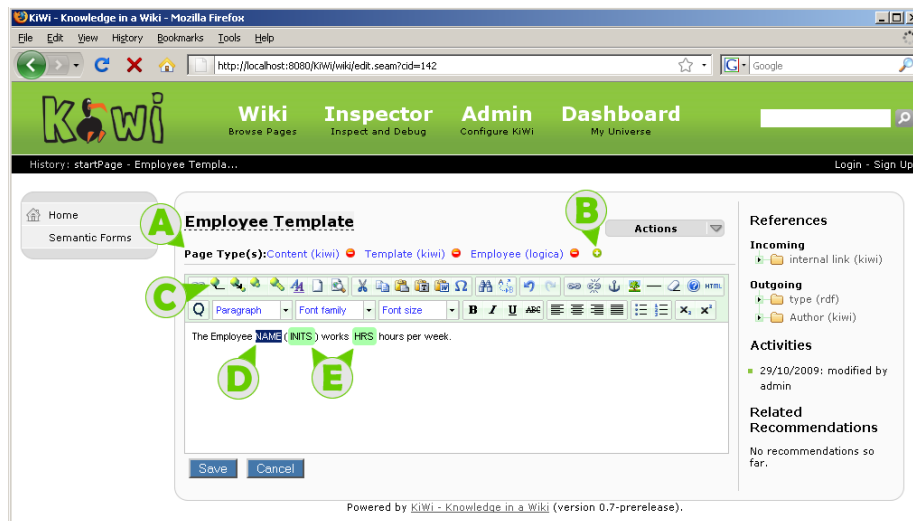 KiWi - Knowledge in a Wiki - Mozilla Firefox
File Edit View History Bookmarks Tools Help
http://localhost:8080/KiWi/wiki/edit.seam?cid=142
G Google
KiWi
Wiki Inspector Admin Dashboard
Browse Pages Inspect and Debug Configure KiWi My Universe
History: startPage - Employee Templa... Login - Sign Up
Home
Semantic Forms
A
Employee Template
B
Actions
Page Type(s):Content (kiwi) Template (kiwi) Employee (logica)
C
HTML
Q Paragraph Font family Font size B I U ABC x₂ x²
The Employee NAME ( INITS ) works HRS hours per week.
D
E
Save Cancel
References
Incoming
internal link (kiwi)
Outgoing
type (rdf)
Author (kiwi)
Activities
29/10/2009: modified by
admin
Related
Recommendations
No recommendations so
far.
Powered by KiWi - Knowledge in a Wiki (version 0.7-prerelease).